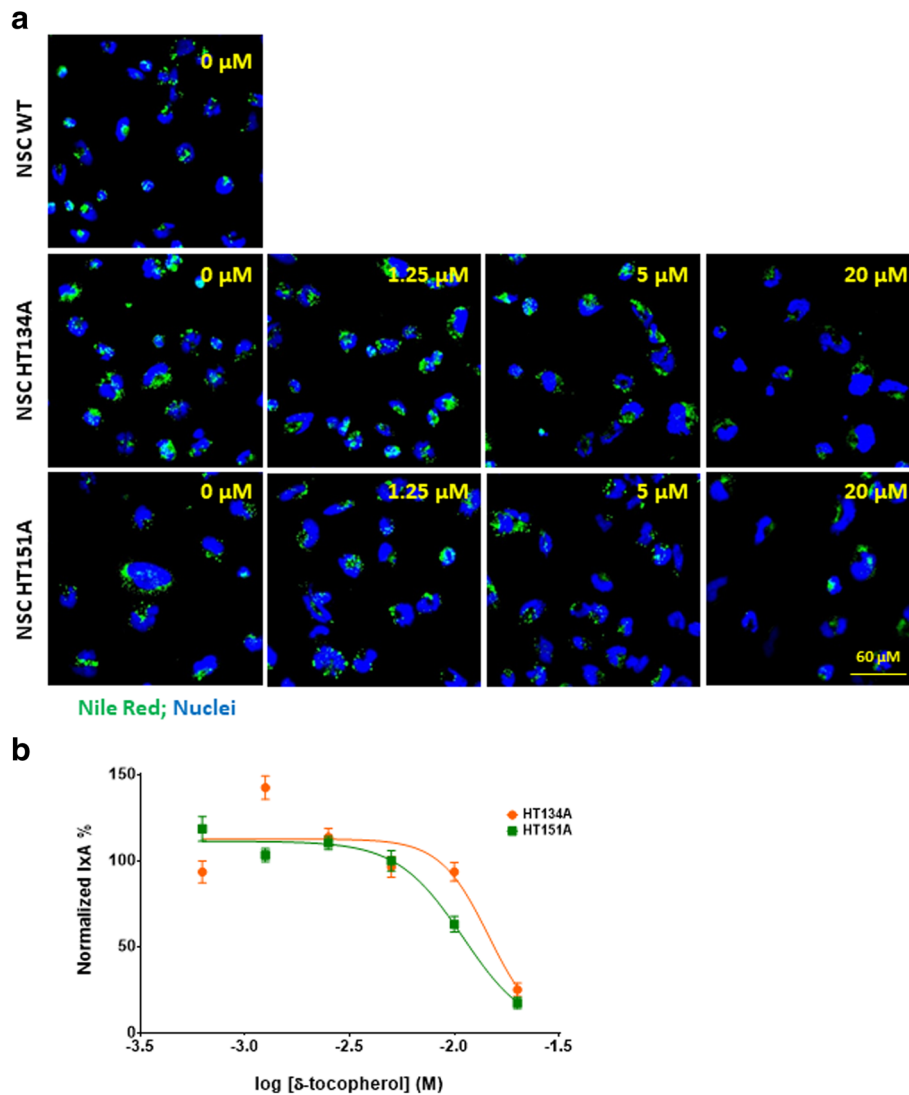 a
NSC WT
0 µM
NSC HT134A
0 µM
1.25 µM
5 µM
20 µM
NSC HT151A
0 µM
1.25 µM
5 µM
20 µM
60 µM
Nile Red; Nuclei
b
Normalized IxA %
150
100
50
0
HT134A
HT151A
-3.5
-3.0
-2.5
-2.0
-1.5
log [δ-tocopherol] (M)